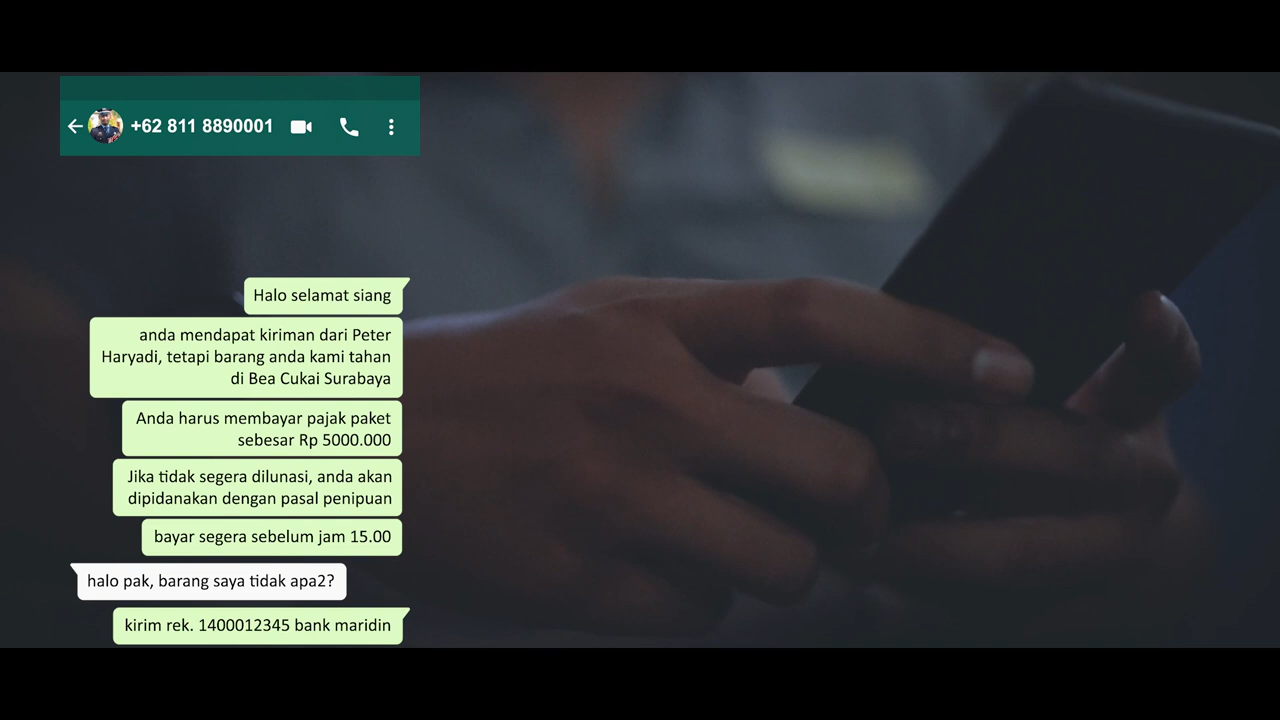 +62 811 8890001
Halo selamat siang
anda mendapat kiriman dari Peter
Haryadi, tetapi barang anda kami tahan
di Bea Cukai Surabaya
Anda harus membayar pajak paket
sebesar Rp 5000.000
Jika tidak segera dilunasi, anda akan
dipidanakan dengan pasal penipuan
bayar segera sebelum jam 15.00
halo pak, barang saya tidak apa2?
kirim rek. 1400012345 bank maridin